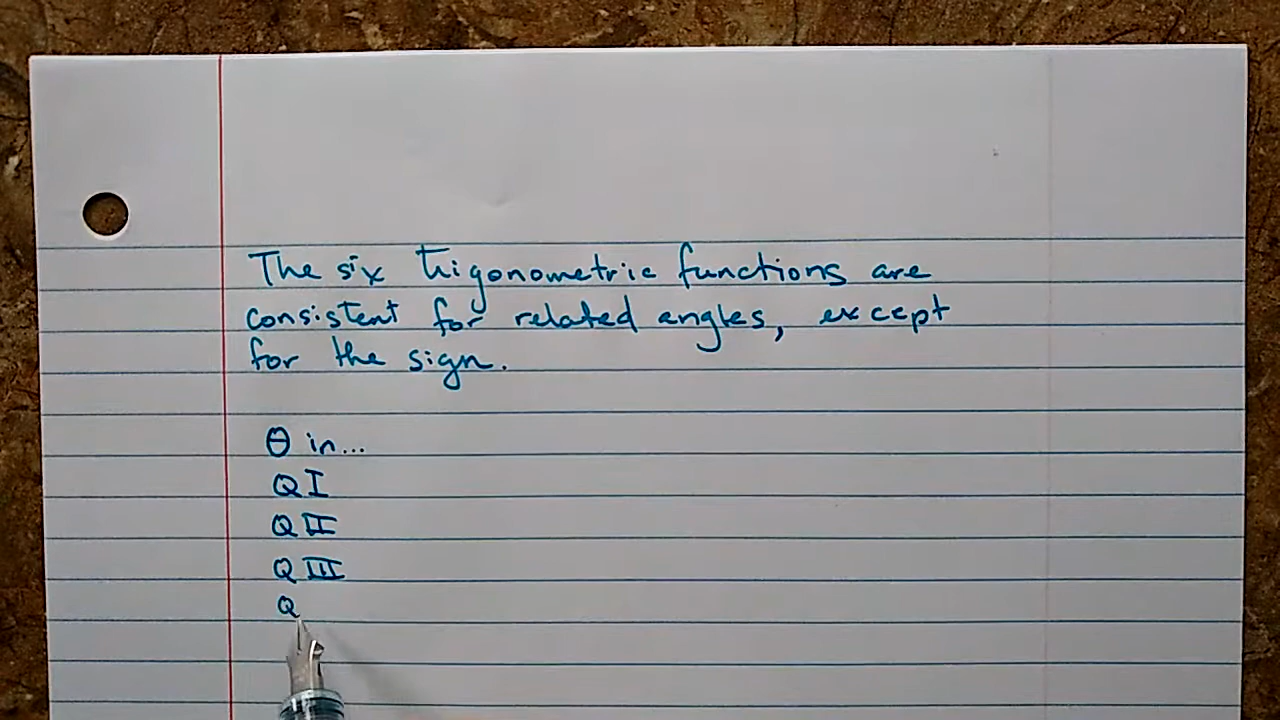 The six trigonometric functions are
consistent for related angles, except
for the sign.
θ in...
Q I
Q II
Q III
Q